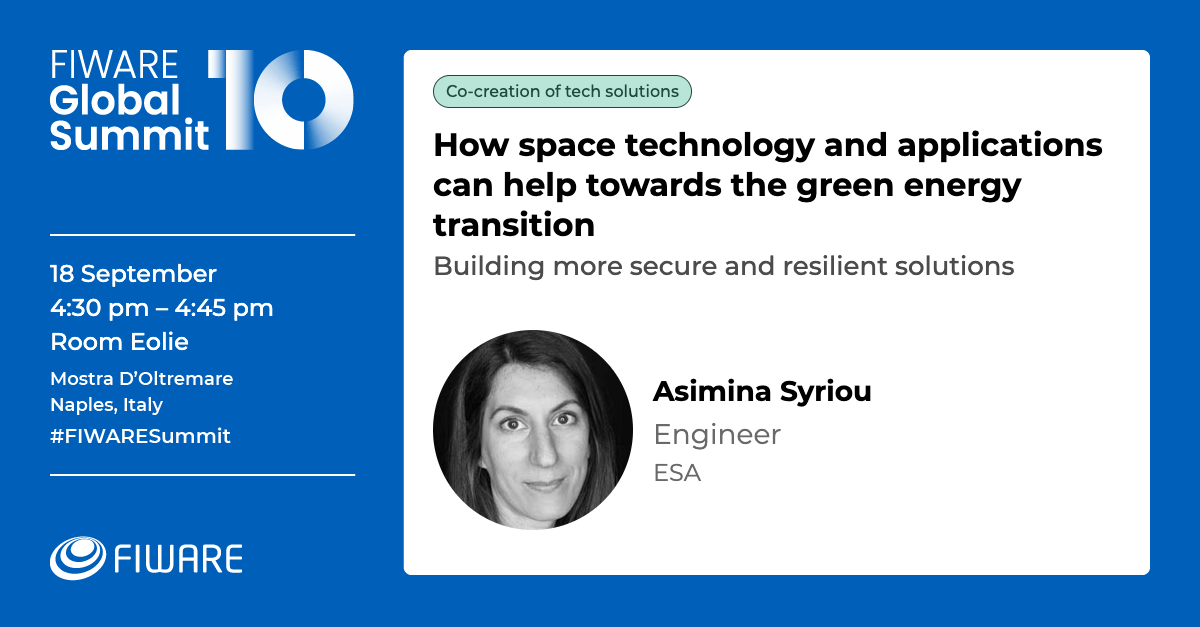 FIWARE
Global
Summit
10
18 September
4:30 pm – 4:45 pm
Room Eolie
Mostra D’Oltremare
Naples, Italy
#FIWARESummit
FIWARE
Co-creation of tech solutions
How space technology and applications
can help towards the green energy
transition
Building more secure and resilient solutions
Asimina Syriou
Engineer
ESA